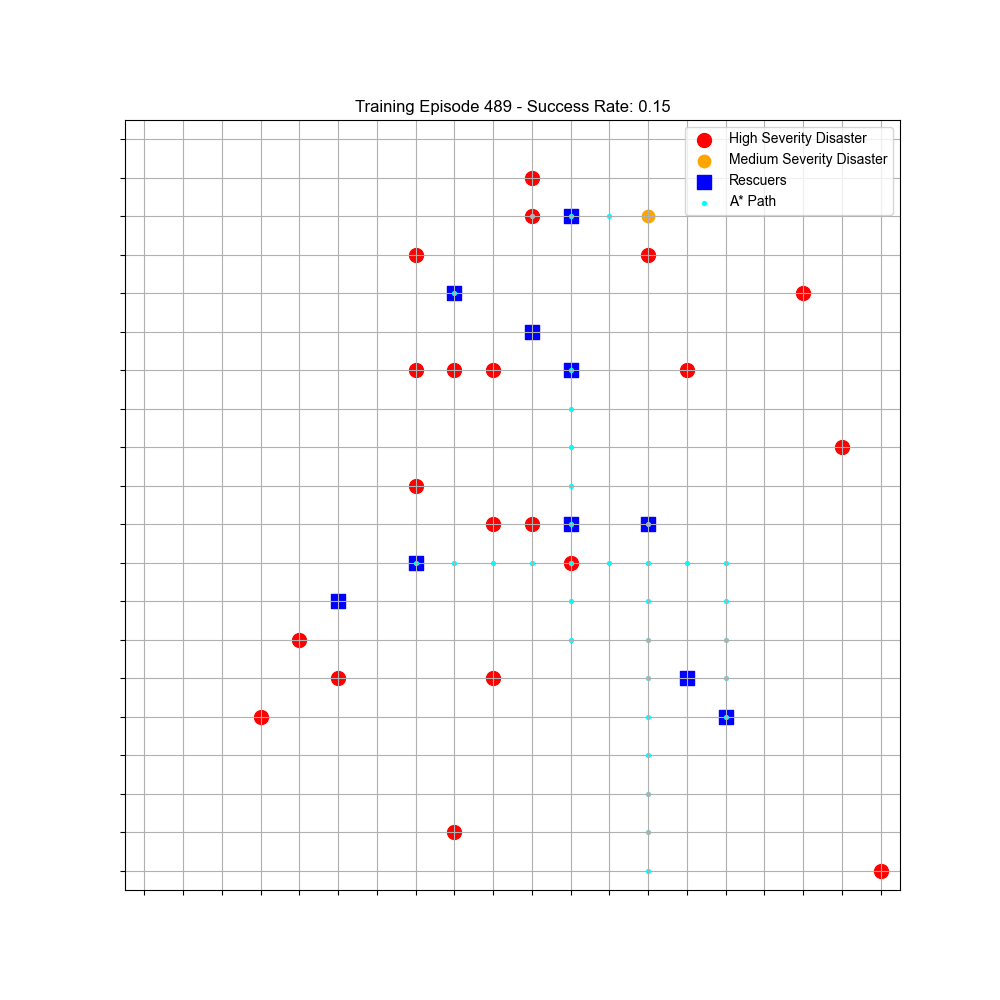 Training Episode 489 - Success Rate: 0.15
High Severity Disaster
Medium Severity Disaster
Rescuers
A* Path